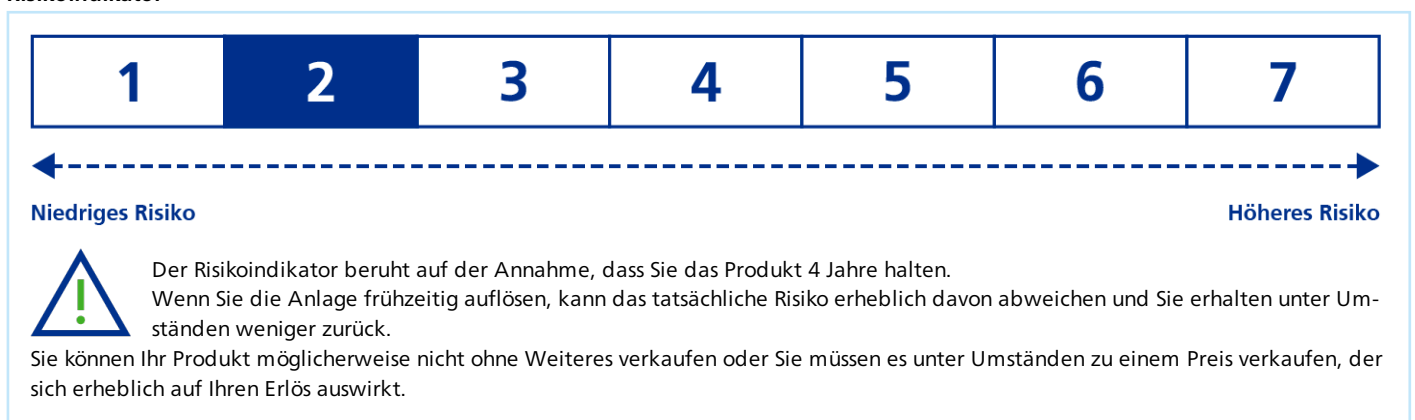 1 2 3 4 5 6 7
Niedriges Risiko Höheres Risiko
Der Risikoindikator beruht auf der Annahme, dass Sie das Produkt 4 Jahre halten.
Wenn Sie die Anlage frühzeitig auflösen, kann das tatsächliche Risiko erheblich davon abweichen und Sie erhalten unter Um-
ständen weniger zurück.
Sie können Ihr Produkt möglicherweise nicht ohne Weiteres verkaufen oder Sie müssen es unter Umständen zu einem Preis verkaufen, der
sich erheblich auf Ihren Erlös auswirkt.